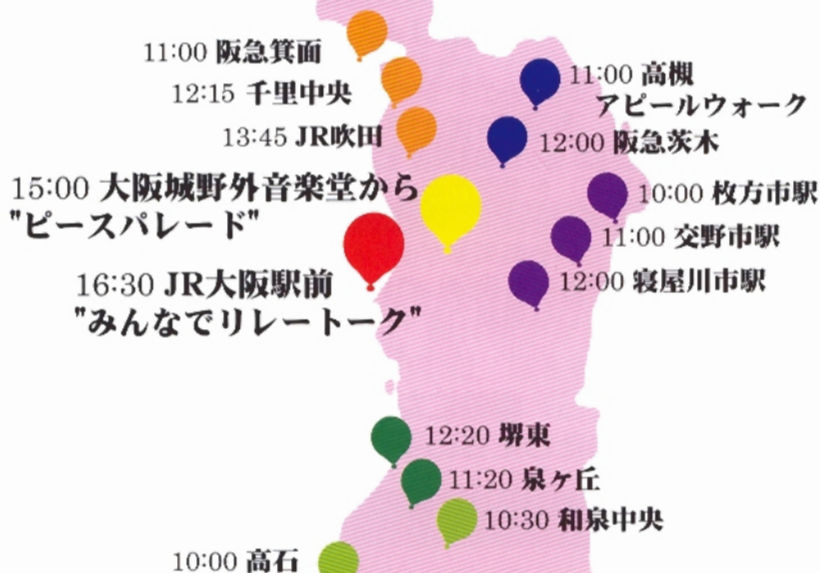 11:00 阪急箕面
12:15 千里中央
13:45 JR吹田
15:00 大阪城野外音楽堂から
"ピースパレード"
16:30 JR大阪駅前
"みんなでリレートーク"
11:00 高槻
アピールウォーク
12:00 阪急茨木
10:00 枚方市駅
11:00 交野市駅
12:00 寝屋川市駅
12:20 堺東
11:20 泉ヶ丘
10:30 和泉中央
10:00 高石